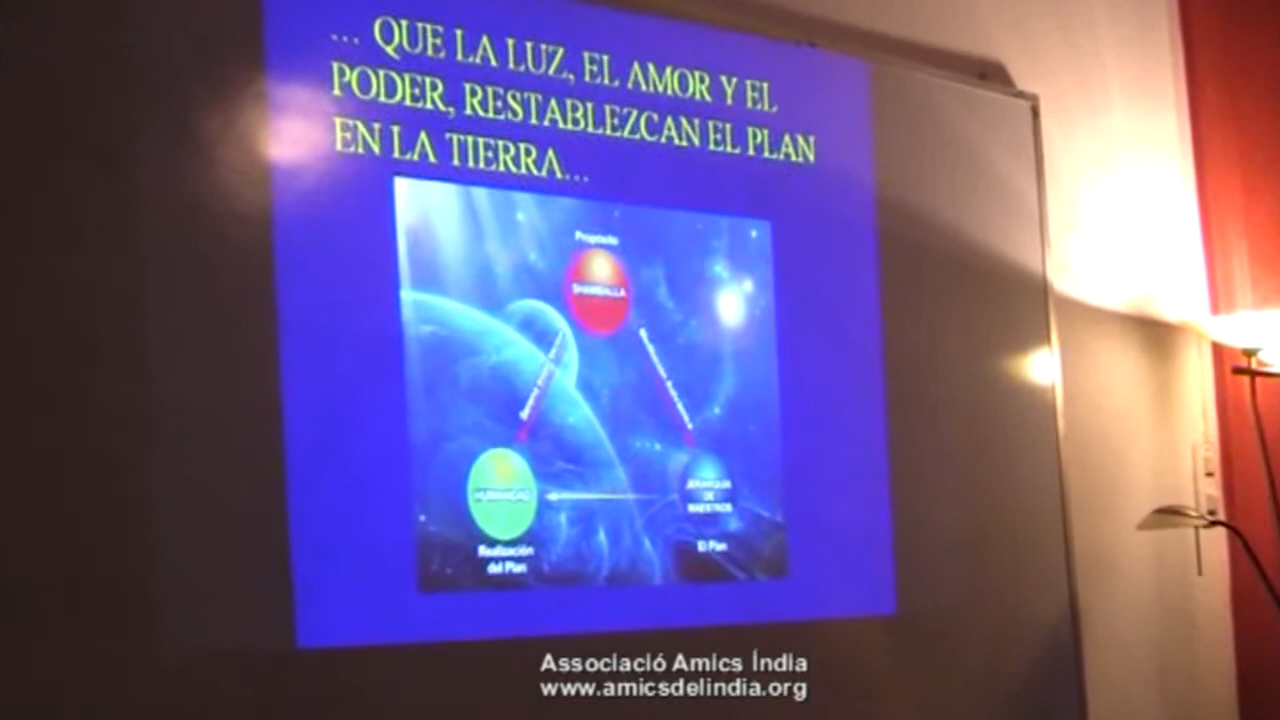 ... QUE LA LUZ, EL AMOR Y EL
PODER, RESTABLEZCAN EL PLAN
EN LA TIERRA...
Propósito
SHAMBALLA
HUMANIDAD
JERARQUIA
DE
MAESTROS
Realización
del Plan
El Plan
Associació Amics Índia
www.amicsdelindia.org